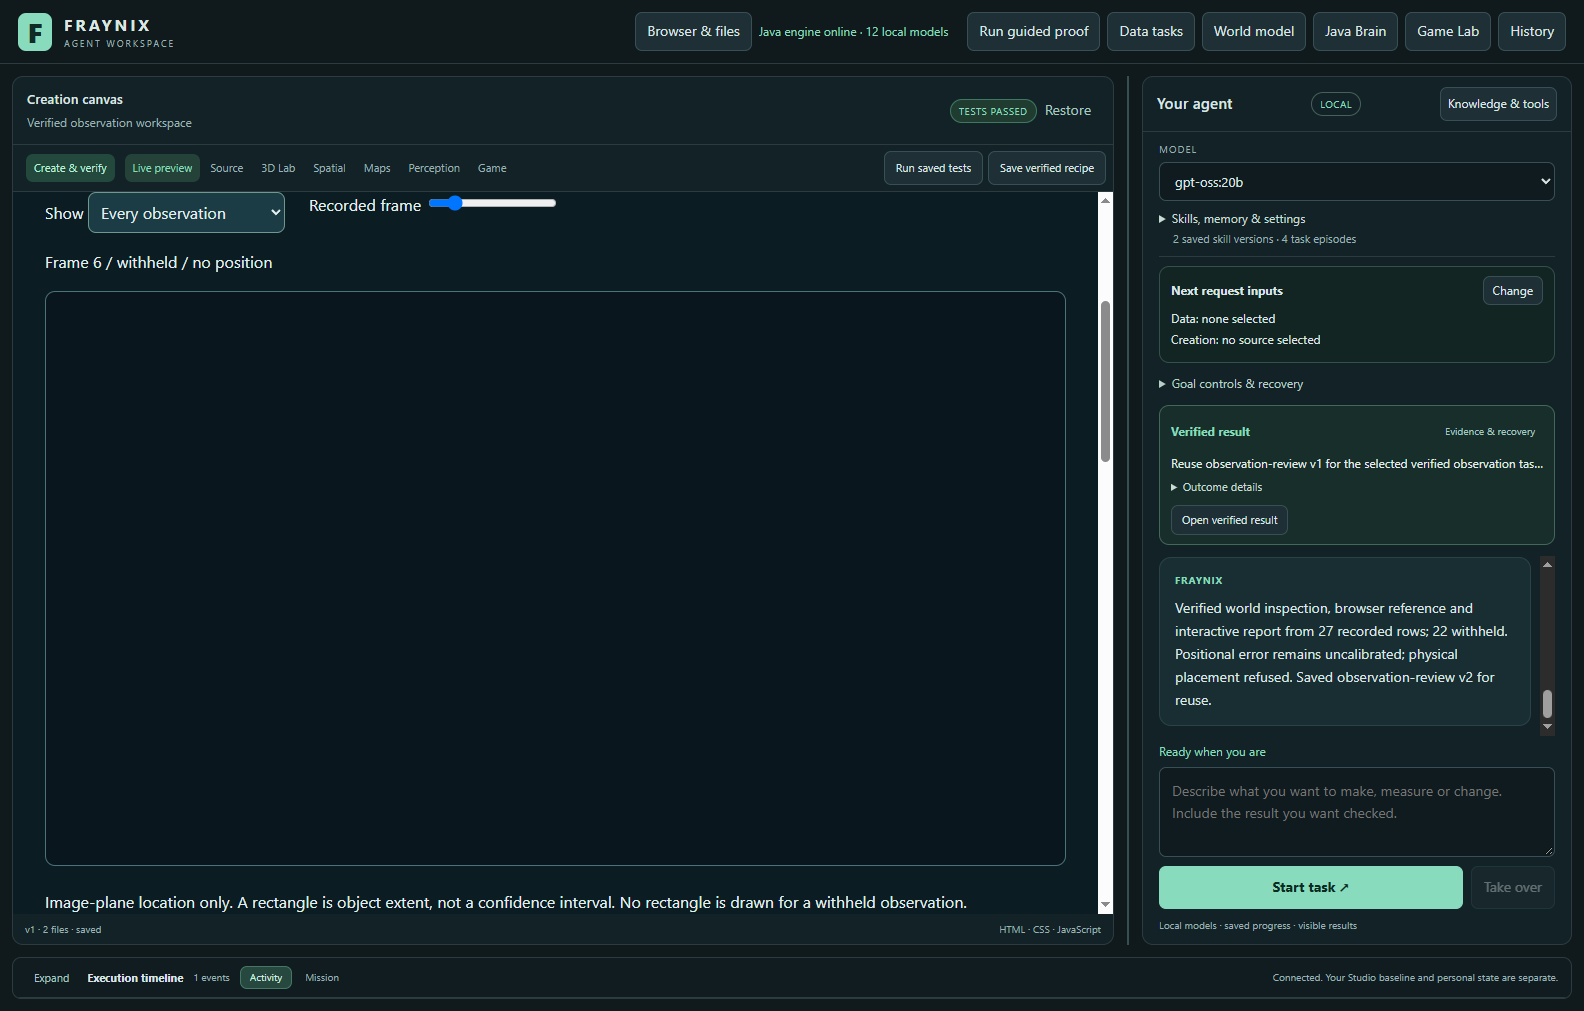 F
FRAYNIX
AGENT WORKSPACE
Browser & files
Java engine online · 12 local models
Run guided proof
Data tasks
World model
Java Brain
Game Lab
History
Creation canvas
Verified observation workspace
TESTS PASSED
Restore
Create & verify
Live preview
Source
3D Lab
Spatial
Maps
Perception
Game
Run saved tests
Save verified recipe
Show
Every observation
Recorded frame
Frame 6 / withheld / no position
Image-plane location only. A rectangle is object extent, not a confidence interval. No rectangle is drawn for a withheld observation.
v1 · 2 files · saved
HTML · CSS · JavaScript
Your agent
LOCAL
Knowledge & tools
MODEL
gpt-oss:20b
Skills, memory & settings
2 saved skill versions · 4 task episodes
Next request inputs
Change
Data: none selected
Creation: no source selected
Goal controls & recovery
Verified result
Evidence & recovery
Reuse observation-review v1 for the selected verified observation tas...
Outcome details
Open verified result
FRAYNIX
Verified world inspection, browser reference and
interactive report from 27 recorded rows; 22 withheld.
Positional error remains uncalibrated; physical
placement refused. Saved observation-review v2 for
reuse.
Ready when you are
Describe what you want to make, measure or change.
Include the result you want checked.
Start task ↗
Take over
Local models · saved progress · visible results
Expand
Execution timeline
1 events
Activity
Mission
Connected. Your Studio baseline and personal state are separate.